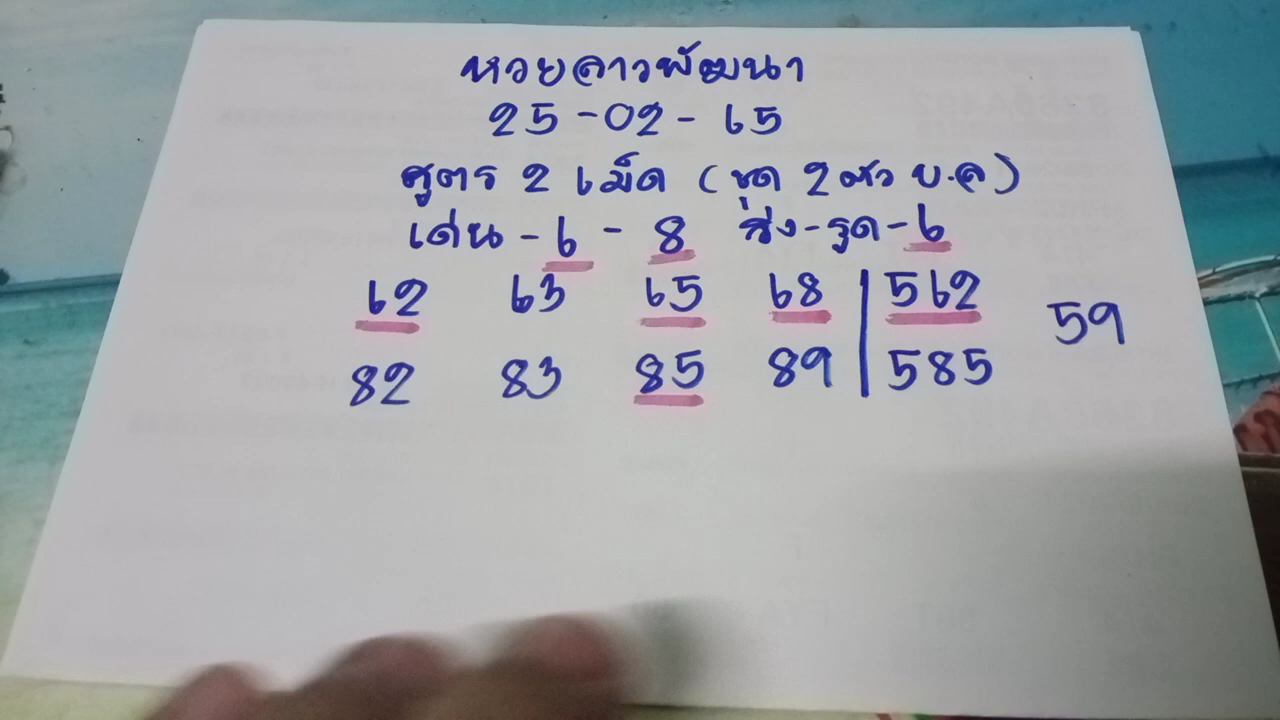 หวยลาวพัฒนา
25-02-65
สูตร 2 เม็ด (ชุด 2 ตัว บ.ล)
เด่น-6-8 วิ่ง-รูด-6
62 63 65 68 | 562 59
82 83 85 89 | 585